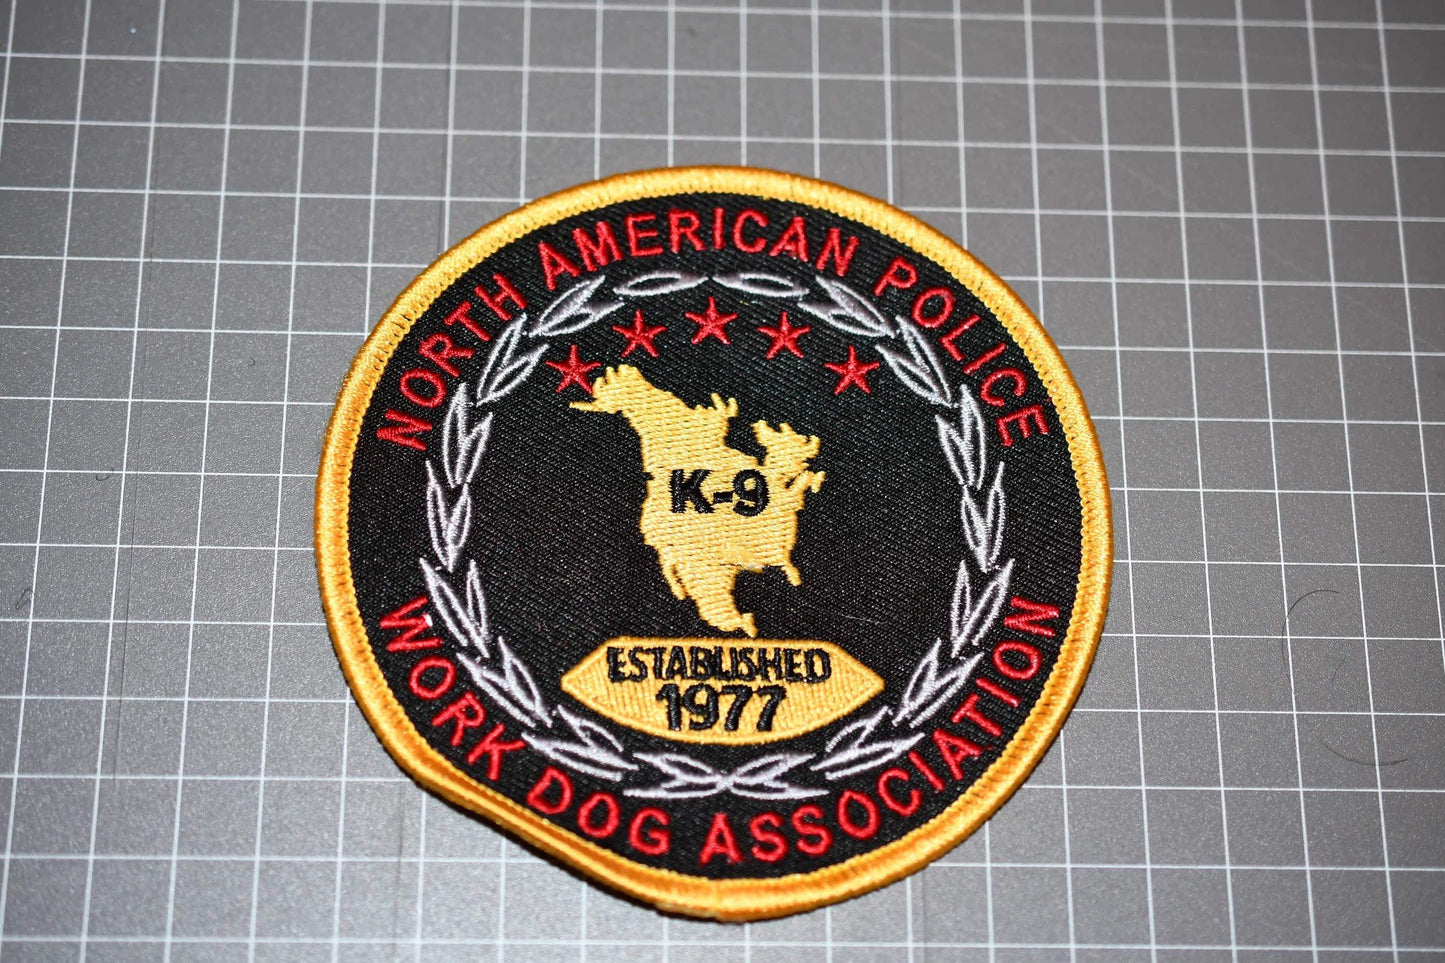 NORTH AMERICAN POLICE
K-9
ESTABLISHED
1977
WORK DOG ASSOCIATION